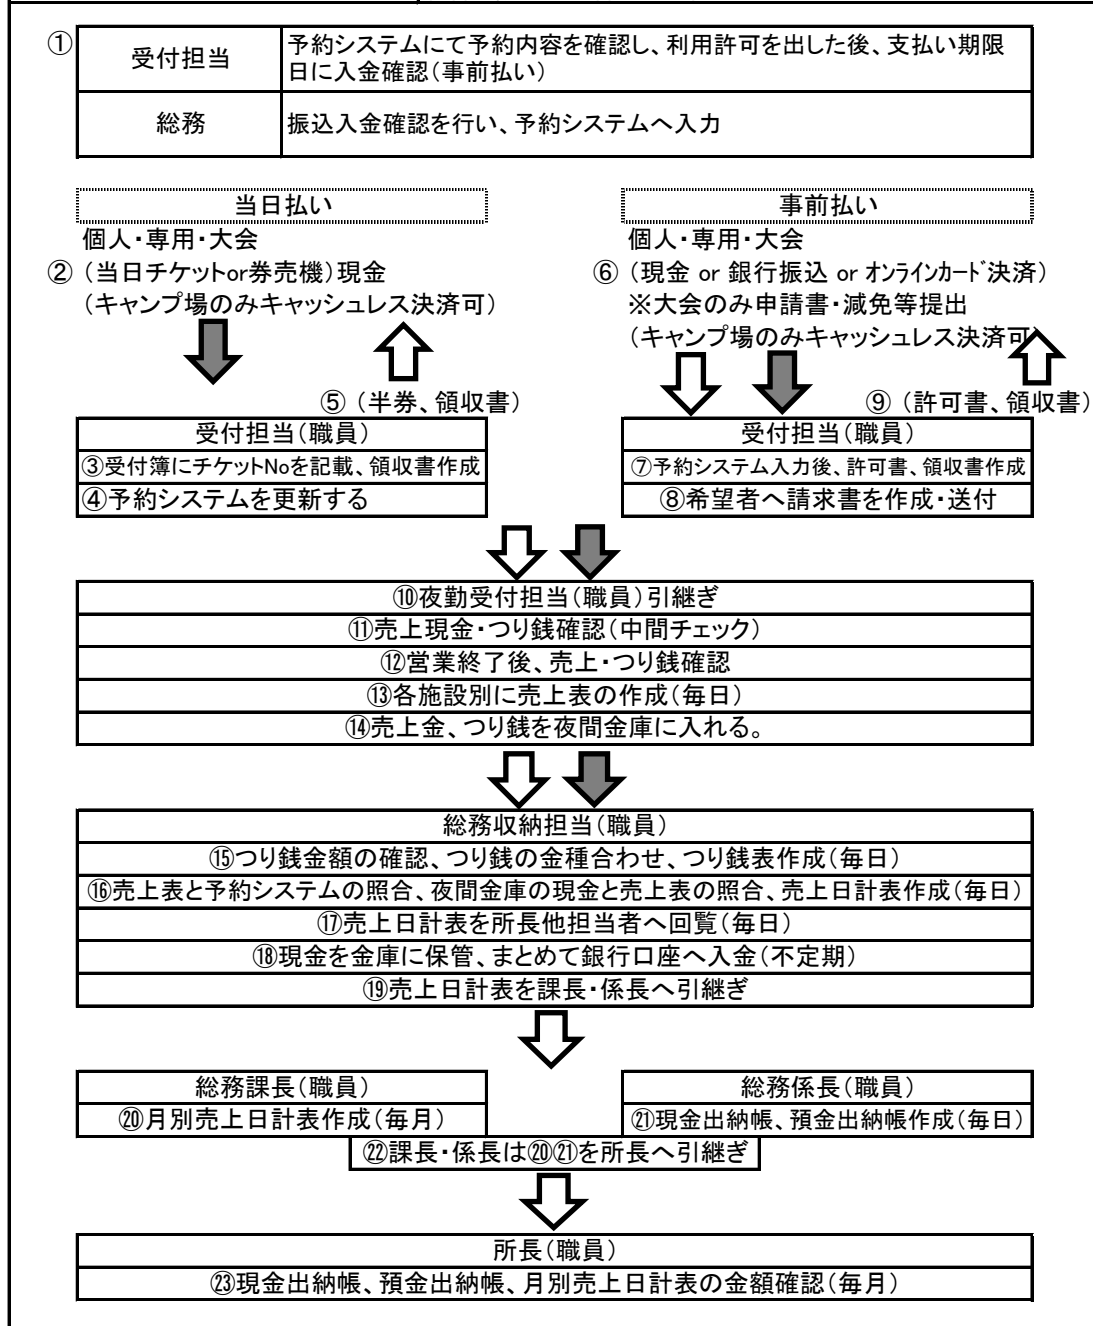 ①
受付担当
予約システムにて予約内容を確認し、利用許可を出した後、支払い期限
日に入金確認(事前払い)
総務
振込入金確認を行い、予約システムへ入力
当日払い
個人・専用・大会
②(当日チケットor券売機)現金
(キャンプ場のみキャッシュレス決済可)
⑤(半券、領収書)
受付担当(職員)
③受付簿にチケットNoを記載、領収書作成
④予約システムを更新する
事前払い
個人・専用・大会
⑥(現金 or 銀行振込 or オンラインカード決済)
※大会のみ申請書・減免等提出
(キャンプ場のみキャッシュレス決済可)
⑨(許可書、領収書)
受付担当(職員)
⑦予約システム入力後、許可書、領収書作成
⑧希望者へ請求書を作成・送付
⑩夜勤受付担当(職員)引継ぎ
⑪売上現金・つり銭確認(中間チェック)
⑫営業終了後、売上・つり銭確認
⑬各施設別に売上表の作成(毎日)
⑭売上金、つり銭を夜間金庫に入れる。
総務収納担当(職員)
⑮つり銭金額の確認、つり銭の金種合わせ、つり銭表作成(毎日)
⑯売上表と予約システムの照合、夜間金庫の現金と売上表の照合、売上日計表作成(毎日)
⑰売上日計表を所長他担当者へ回覧(毎日)
⑱現金を金庫に保管、まとめて銀行口座へ入金(不定期)
⑲売上日計表を課長・係長へ引継ぎ
総務課長(職員)
⑳月別売上日計表作成(毎月)
総務係長(職員)
㉑現金出納帳、預金出納帳作成(毎日)
㉒課長・係長は⑳㉑を所長へ引継ぎ
所長(職員)
㉓現金出納帳、預金出納帳、月別売上日計表の金額確認(毎月)